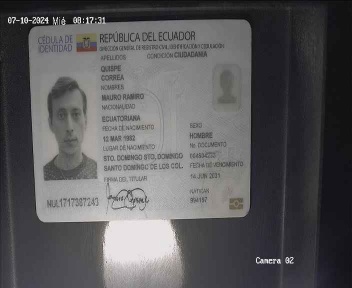 07-10-2024 Mié 08:17:31
CÉDULA DE IDENTIDAD
REPÚBLICA DEL ECUADOR
DIRECCIÓN GENERAL DE REGISTRO CIVIL, IDENTIFICACIÓN Y CEDULACIÓN
APELLIDOS
CONDICIÓN CIUDADANÍA
QUISPE
CORREA
NOMBRES
MAURO RAMIRO
NACIONALIDAD
ECUATORIANA
FECHA DE NACIMIENTO
12 MAR 1982
LUGAR DE NACIMIENTO
STO. DOMINGO STO. DOMINGO
SANTO DOMINGO DE LOS COL.
FIRMA DEL TITULAR
SEXO
HOMBRE
No. DOCUMENTO
FECHA DE VENCIMIENTO
14 JUN 2031
NAT/CAN
994157
NUI.1717387243
Camera 02